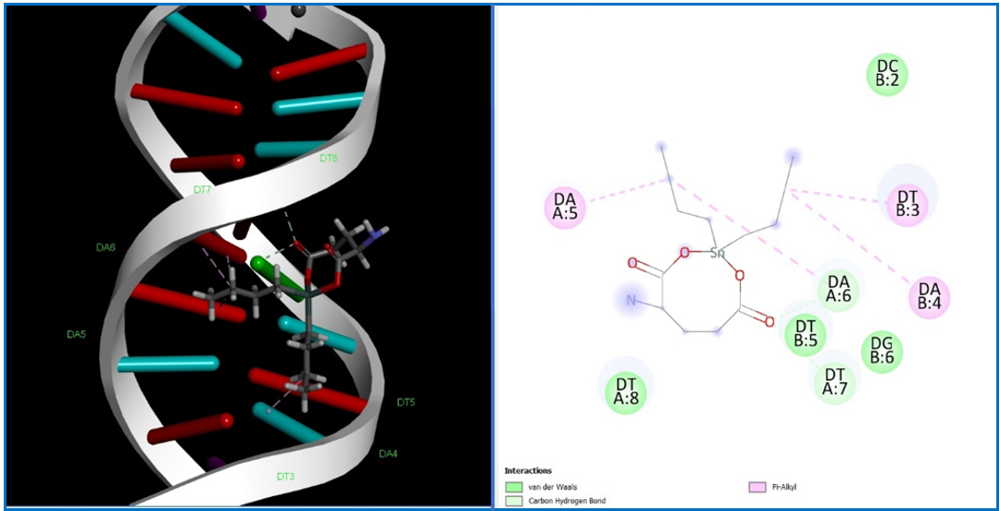 DT8
DT7
DA6
DA5
DT5
DA4
DT3
DC
B:2
DA
A:5
DT
B:3
Sn
O
O
O
O
N
DA
A:6
DA
B:4
DT
B:5
DG
B:6
DT
A:7
DT
A:8
Interactions
van der Waals
Carbon Hydrogen Bond
Pi-Alkyl